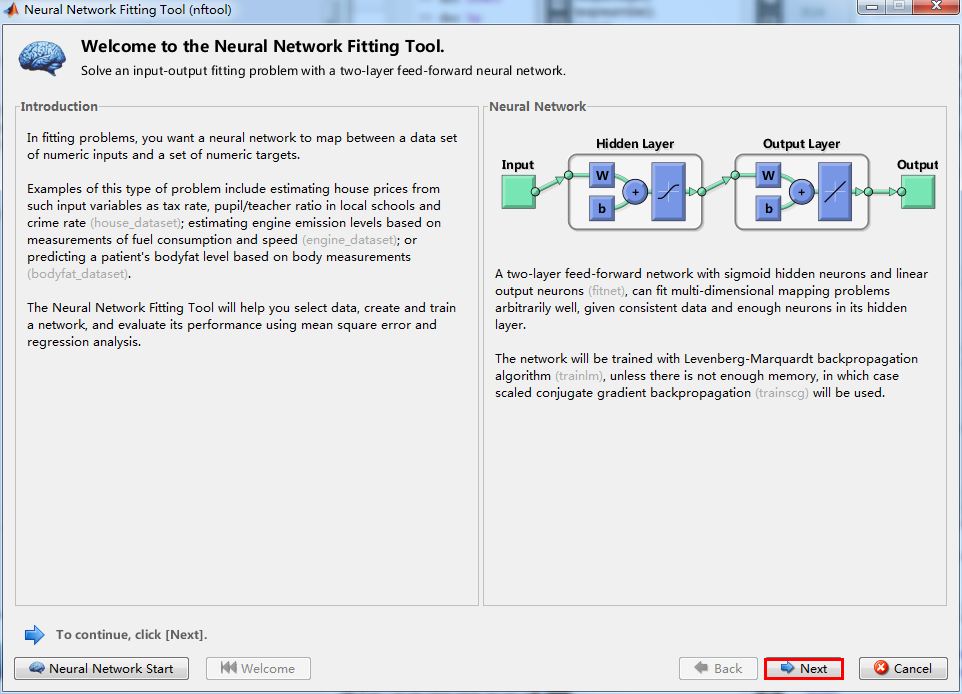 Neural Network Fitting Tool (nftool)
Welcome to the Neural Network Fitting Tool.
Solve an input-output fitting problem with a two-layer feed-forward neural network.
Introduction
In fitting problems, you want a neural network to map between a data set
of numeric inputs and a set of numeric targets.
Examples of this type of problem include estimating house prices from
such input variables as tax rate, pupil/teacher ratio in local schools and
crime rate (house_dataset); estimating engine emission levels based on
measurements of fuel consumption and speed (engine_dataset); or
predicting a patient's bodyfat level based on body measurements
(bodyfat_dataset).
The Neural Network Fitting Tool will help you select data, create and train
a network, and evaluate its performance using mean square error and
regression analysis.
Neural Network
Hidden Layer
Output Layer
Input
Output
W
b
+
W
b
+
A two-layer feed-forward network with sigmoid hidden neurons and linear
output neurons (fitnet), can fit multi-dimensional mapping problems
arbitrarily well, given consistent data and enough neurons in its hidden
layer.
The network will be trained with Levenberg-Marquardt backpropagation
algorithm (trainlm), unless there is not enough memory, in which case
scaled conjugate gradient backpropagation (trainscg) will be used.
To continue, click [Next].
Neural Network Start
Welcome
Back
Next
Cancel